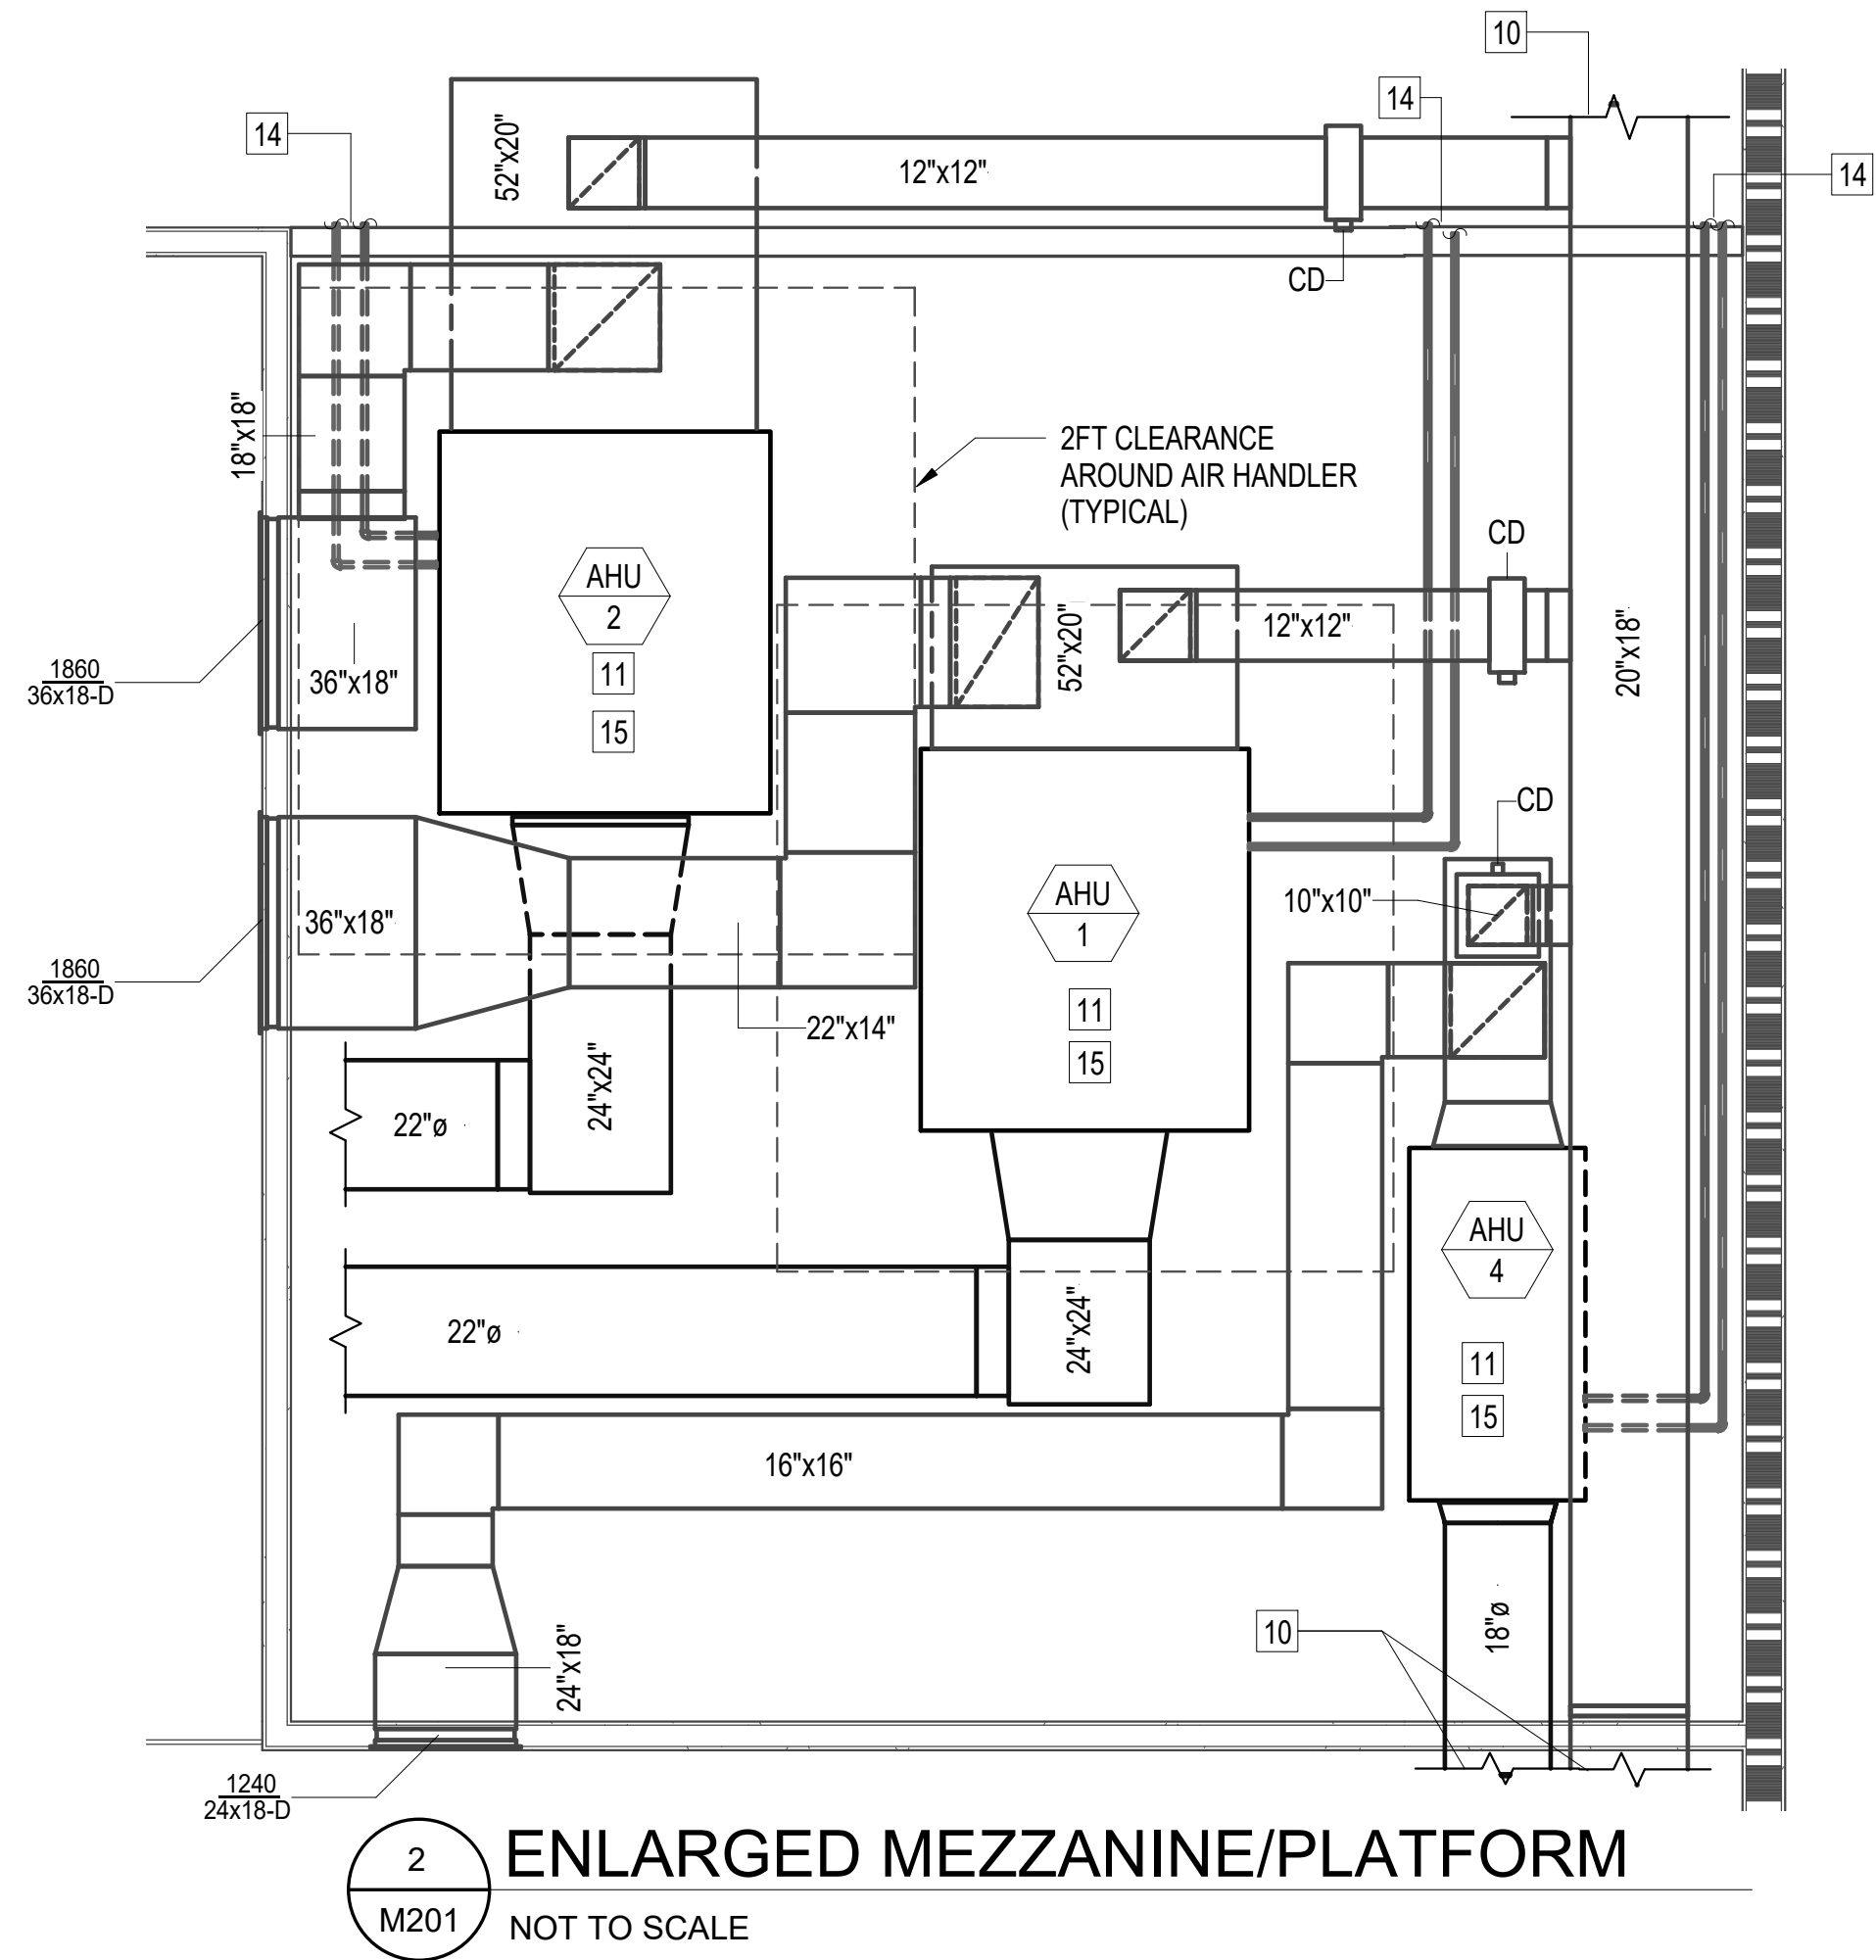 10
14
14
14
52"x20"
12"x12"
CD
18"x18"
2FT CLEARANCE
AROUND AIR HANDLER
(TYPICAL)
CD
AHU
2
11
15
52"x20"
12"x12"
20"x18"
1860
36x18-D
36"x18"
CD
AHU
1
11
15
10"x10"
36"x18"
1860
36x18-D
22"x14"
24"x24"
22"ø
AHU
4
11
15
22"ø
24"x24"
16"x16"
10
18"ø
24"x18"
1240
24x18-D
2
M201
ENLARGED MEZZANINE/PLATFORM
NOT TO SCALE